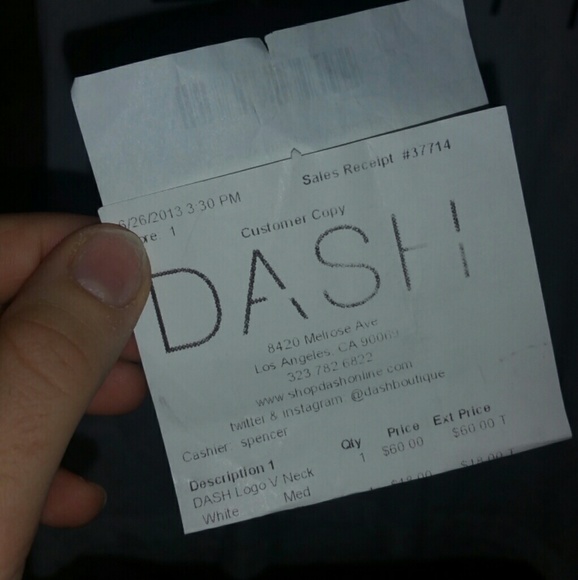 Sales Receipt #37714
6/26/2013 3:30 PM
Store 1
Customer Copy
DASH
8420 Melrose Ave
Los Angeles, CA 90069
323.782.6822
www.shopdashonline.com
twitter & instagram @dashboutique
Cashier: spencer
Description 1 Qty Price Ext Price
DASH Logo V Neck 1 $60.00 $60.00 T
White Med